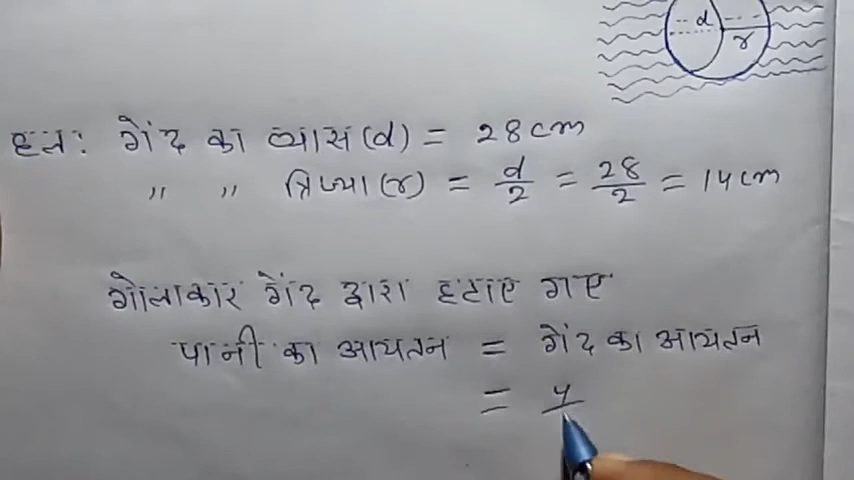 d
r
हल: गेंद का व्यास (d) = 28 cm
" " त्रिज्या (r) = d/2 = 28/2 = 14 cm
गोलाकार गेंद द्वारा हटाए गए
पानी का आयतन = गेंद का आयतन
= 4